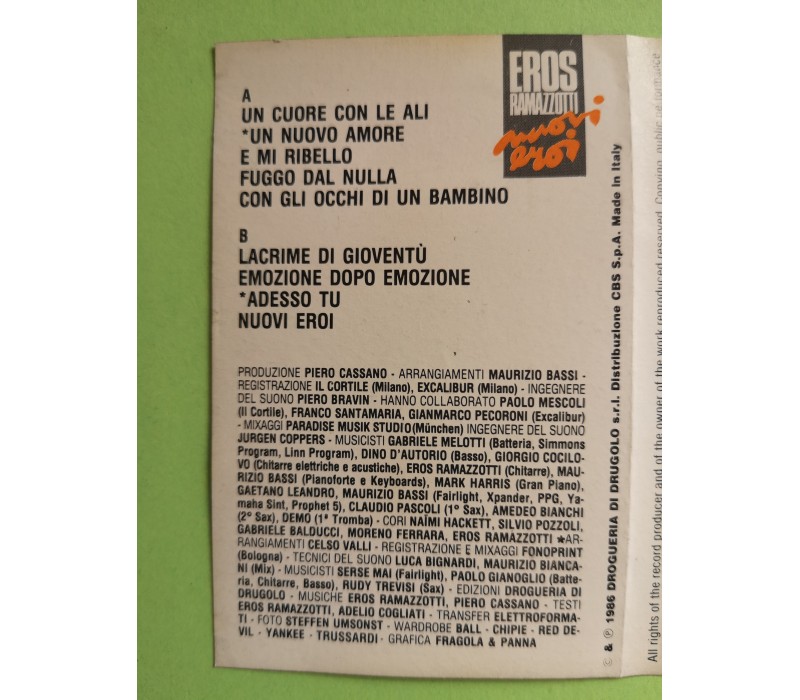 EROS
RAMAZZOTTI
nuovi
eroi
A
UN CUORE CON LE ALI
*UN NUOVO AMORE
E MI RIBELLO
FUGGO DAL NULLA
CON GLI OCCHI DI UN BAMBINO
B
LACRIME DI GIOVENTÙ
EMOZIONE DOPO EMOZIONE
*ADESSO TU
NUOVI EROI
PRODUZIONE PIERO CASSANO - ARRANGIAMENTI MAURIZIO BASSI -
REGISTRAZIONE IL CORTILE (Milano), EXCALIBUR (Milano) - INGEGNERE
DEL SUONO PIERO BRAVIN - HANNO COLLABORATO PAOLO MESCOLI
(Il Cortile), FRANCO SANTAMARIA, GIANMARCO PECORONI (Excalibur)
- MIXAGGI PARADISE MUSIK STUDIO(München) INGEGNERE DEL SUONO
JURGEN COPPERS - MUSICISTI GABRIELE MELOTTI (Batteria, Simmons
Program, Linn Program), DINO D'AUTORIO (Basso), GIORGIO COCILO-
VO (Chitarre elettriche e acustiche), EROS RAMAZZOTTI (Chitarre), MAU-
RIZIO BASSI (Pianoforte e Keyboards), MARK HARRIS (Gran Piano),
GAETANO LEANDRO, MAURIZIO BASSI (Fairlight, Xpander, PPG, Ya-
maha Sint, Prophet 5), CLAUDIO PASCOLI (1° Sax), AMEDEO BIANCHI
(2° Sax), DEMO (1ª Tromba) - CORI NAÌMI HACKETT, SILVIO POZZOLI,
GABRIELE BALDUCCI, MORENO FERRARA, EROS RAMAZZOTTI ★AR-
RANGIAMENTI CELSO VALLI - REGISTRAZIONE E MIXAGGI FONOPRINT
(Bologna) - TECNICI DEL SUONO LUCA BIGNARDI, MAURIZIO BIANCA-
NI (Mix) - MUSICISTI SERSE MAI (Fairlight), PAOLO GIANOGLIO (Batte-
ria, Chitarre, Basso), RUDY TREVISI (Sax) - EDIZIONI DROGUERIA DI
DRUGOLO - MUSICHE EROS RAMAZZOTTI, PIERO CASSANO - TESTI
EROS RAMAZZOTTI, ADELIO COGLIATI - TRANSFER ELETTROFORMA-
TI - FOTO STEFFEN UMSONST - WARDROBE BALL - CHIPIE - RED DE-
VIL - YANKEE - TRUSSARDI - GRAFICA FRAGOLA & PANNA
© & ℗ 1986 DROGUERIA DI DRUGOLO s.r.l. Distribuzione CBS S.p.A. Made in Italy
All rights of the record producer and of the owner of the work reproduced reserved. Copying, public